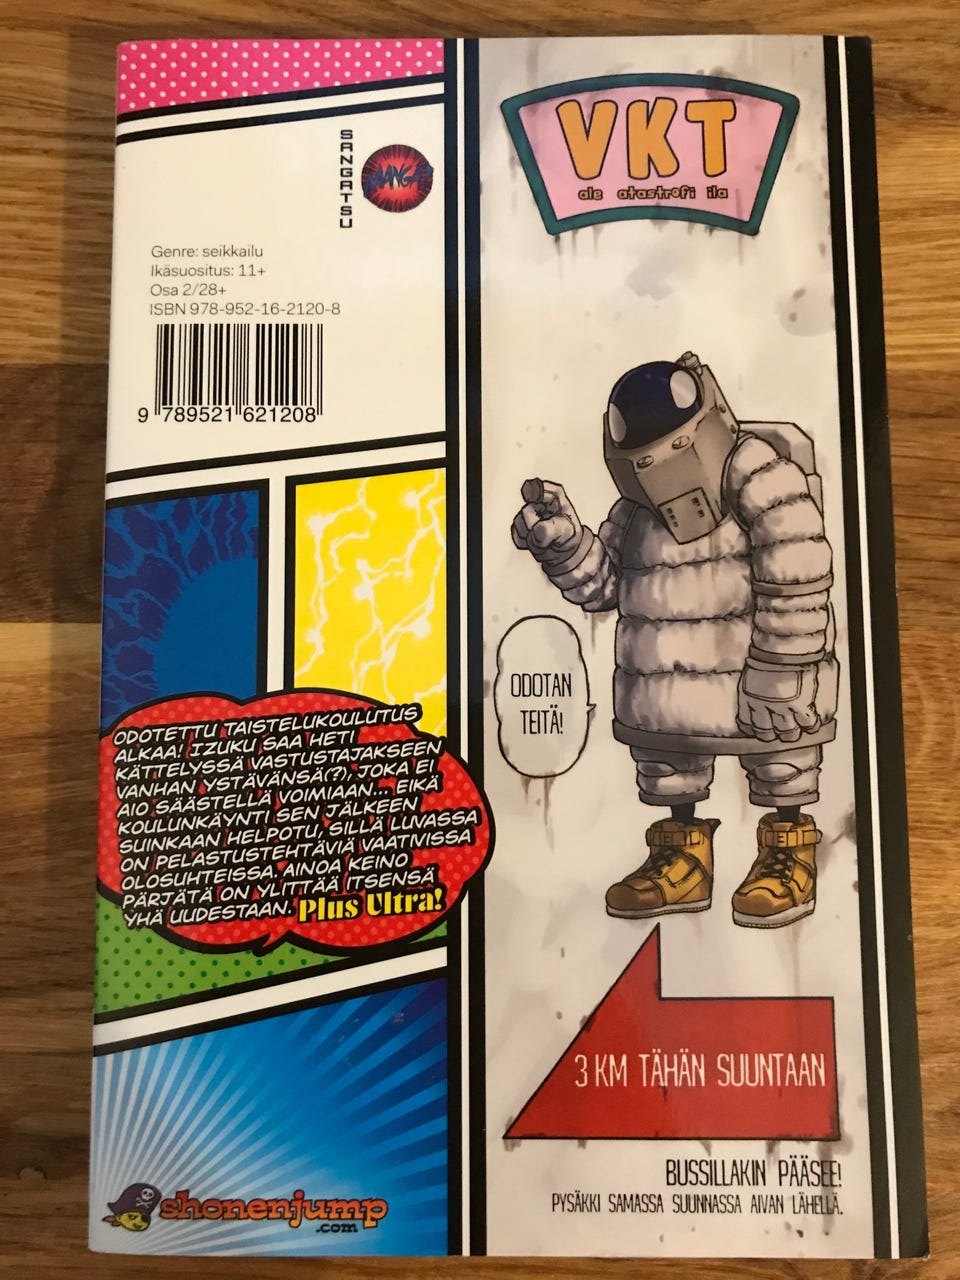 SANGATSU
MANGA!
Genre: seikkailu
Ikäsuositus: 11+
Osa 2/28+
ISBN 978-952-16-2120-8
9 789521 621208
ODOTETTU TAISTELUKOULUTUS
ALKAA! IZUKU SAA HETI
KÄTTELYSSÄ VASTUSTAJAKSEEN
VANHAN YSTÄVÄNSÄ(?), JOKA EI
AIO SÄÄSTELLÄ VOIMIAAN... EIKÄ
KOULUNKÄYNTI SEN JÄLKEEN
SUINKAAN HELPOTU, SILLÄ LUVASSA
ON PELASTUSTEHTÄVIÄ VAATIVISSA
OLOSUHTEISSA. AINOA KEINO
PÄRJÄTÄ ON YLITTÄÄ ITSENSÄ
YHÄ UUDESTAAN. Plus Ultra!
shonenjump
.com
VKT
ale atastrofi ila
ODOTAN
TEITÄ!
3 KM TÄHÄN SUUNTAAN
BUSSILLAKIN PÄÄSEE!
PYSÄKKI SAMASSA SUUNNASSA AIVAN LÄHELLÄ.